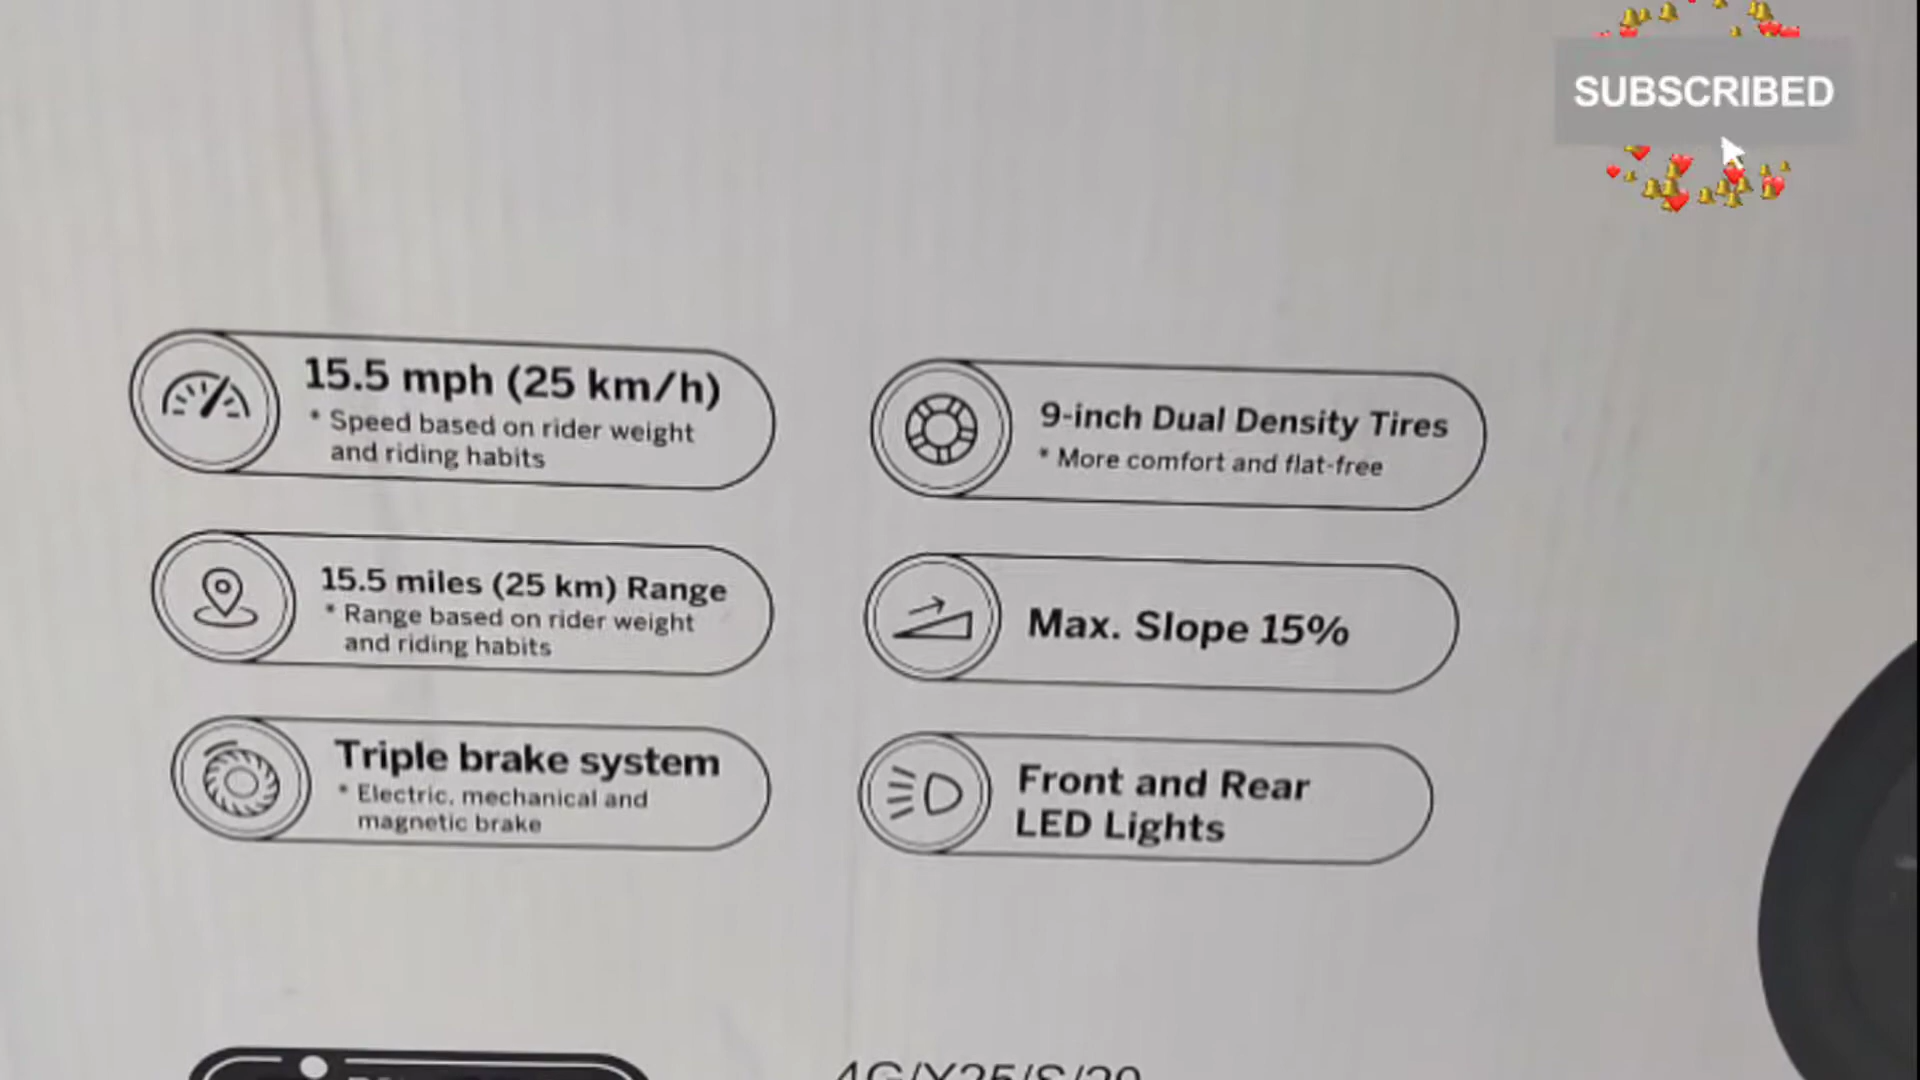 SUBSCRIBED
15.5 mph (25 km/h)
* Speed based on rider weight
and riding habits
9-inch Dual Density Tires
* More comfort and flat-free
15.5 miles (25 km) Range
* Range based on rider weight
and riding habits
Max. Slope 15%
Triple brake system
* Electric, mechanical and
magnetic brake
Front and Rear
LED Lights